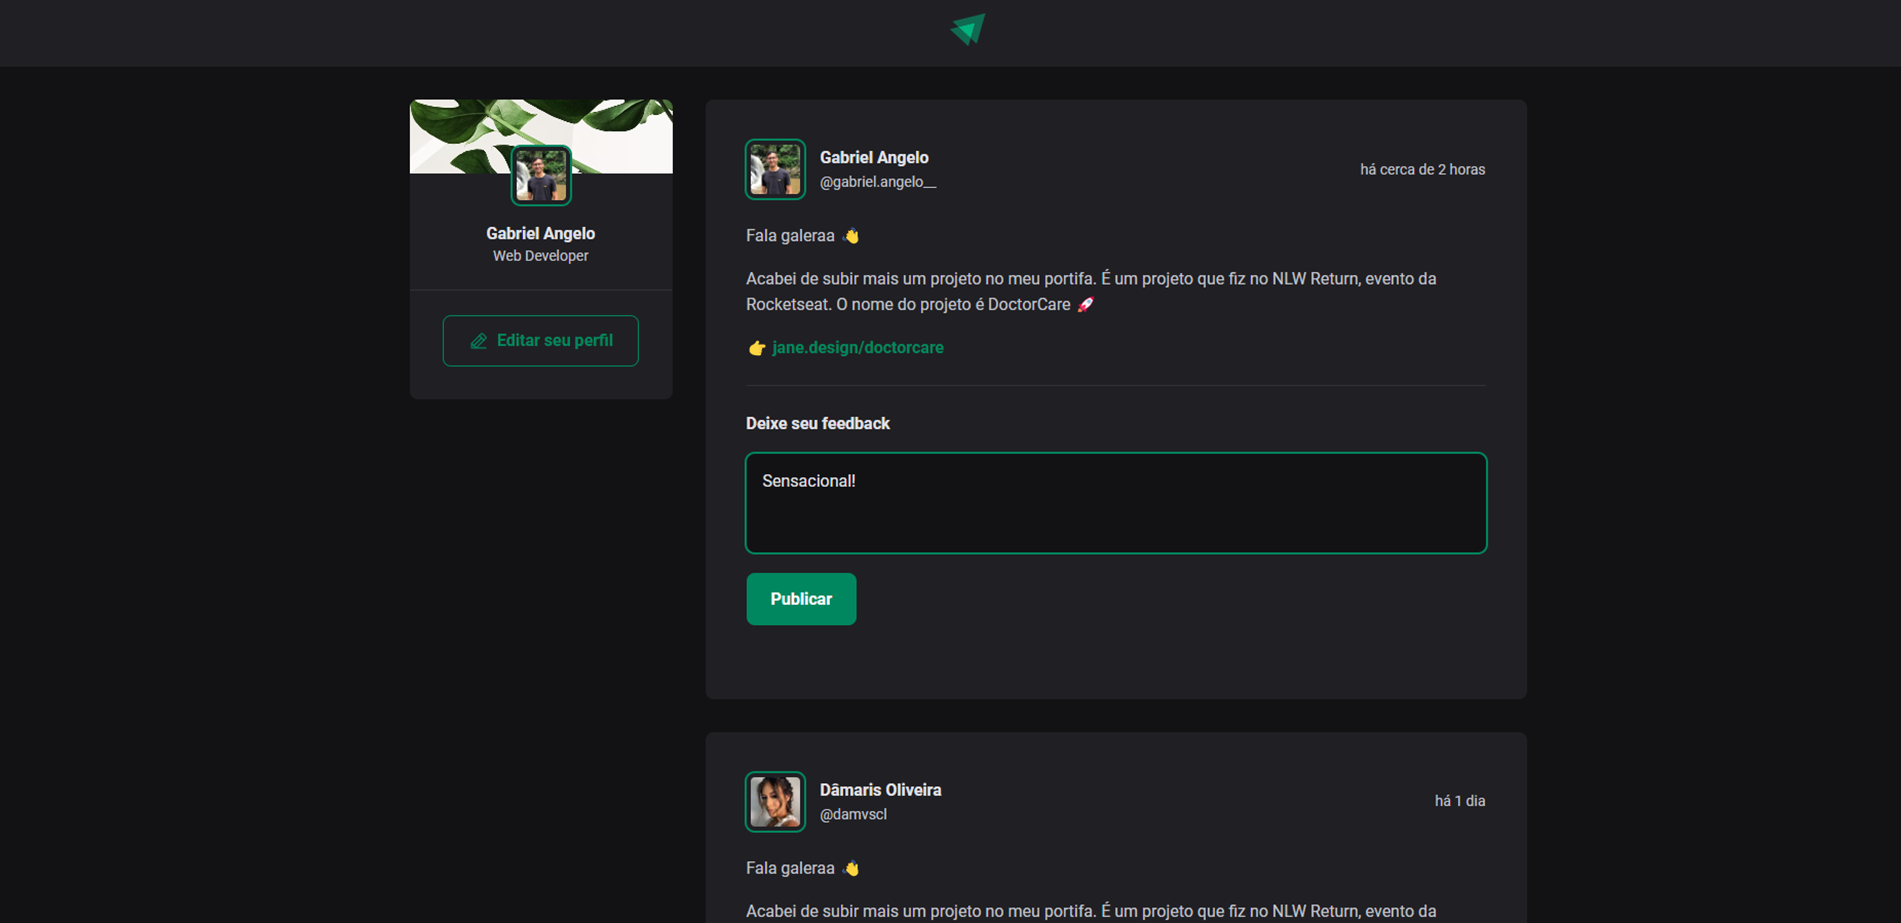 Gabriel Angelo
Web Developer
Editar seu perfil
Gabriel Angelo
@gabriel.angelo__
há cerca de 2 horas
Fala galeraa 👋
Acabei de subir mais um projeto no meu portifa. É um projeto que fiz no NLW Return, evento da
Rocketseat. O nome do projeto é DoctorCare 🚀
👉 jane.design/doctorcare
Deixe seu feedback
Sensacional!
Publicar
Dâmaris Oliveira
@damvscl
há 1 dia
Fala galeraa 👋
Acabei de subir mais um projeto no meu portifa. É um projeto que fiz no NLW Return, evento da